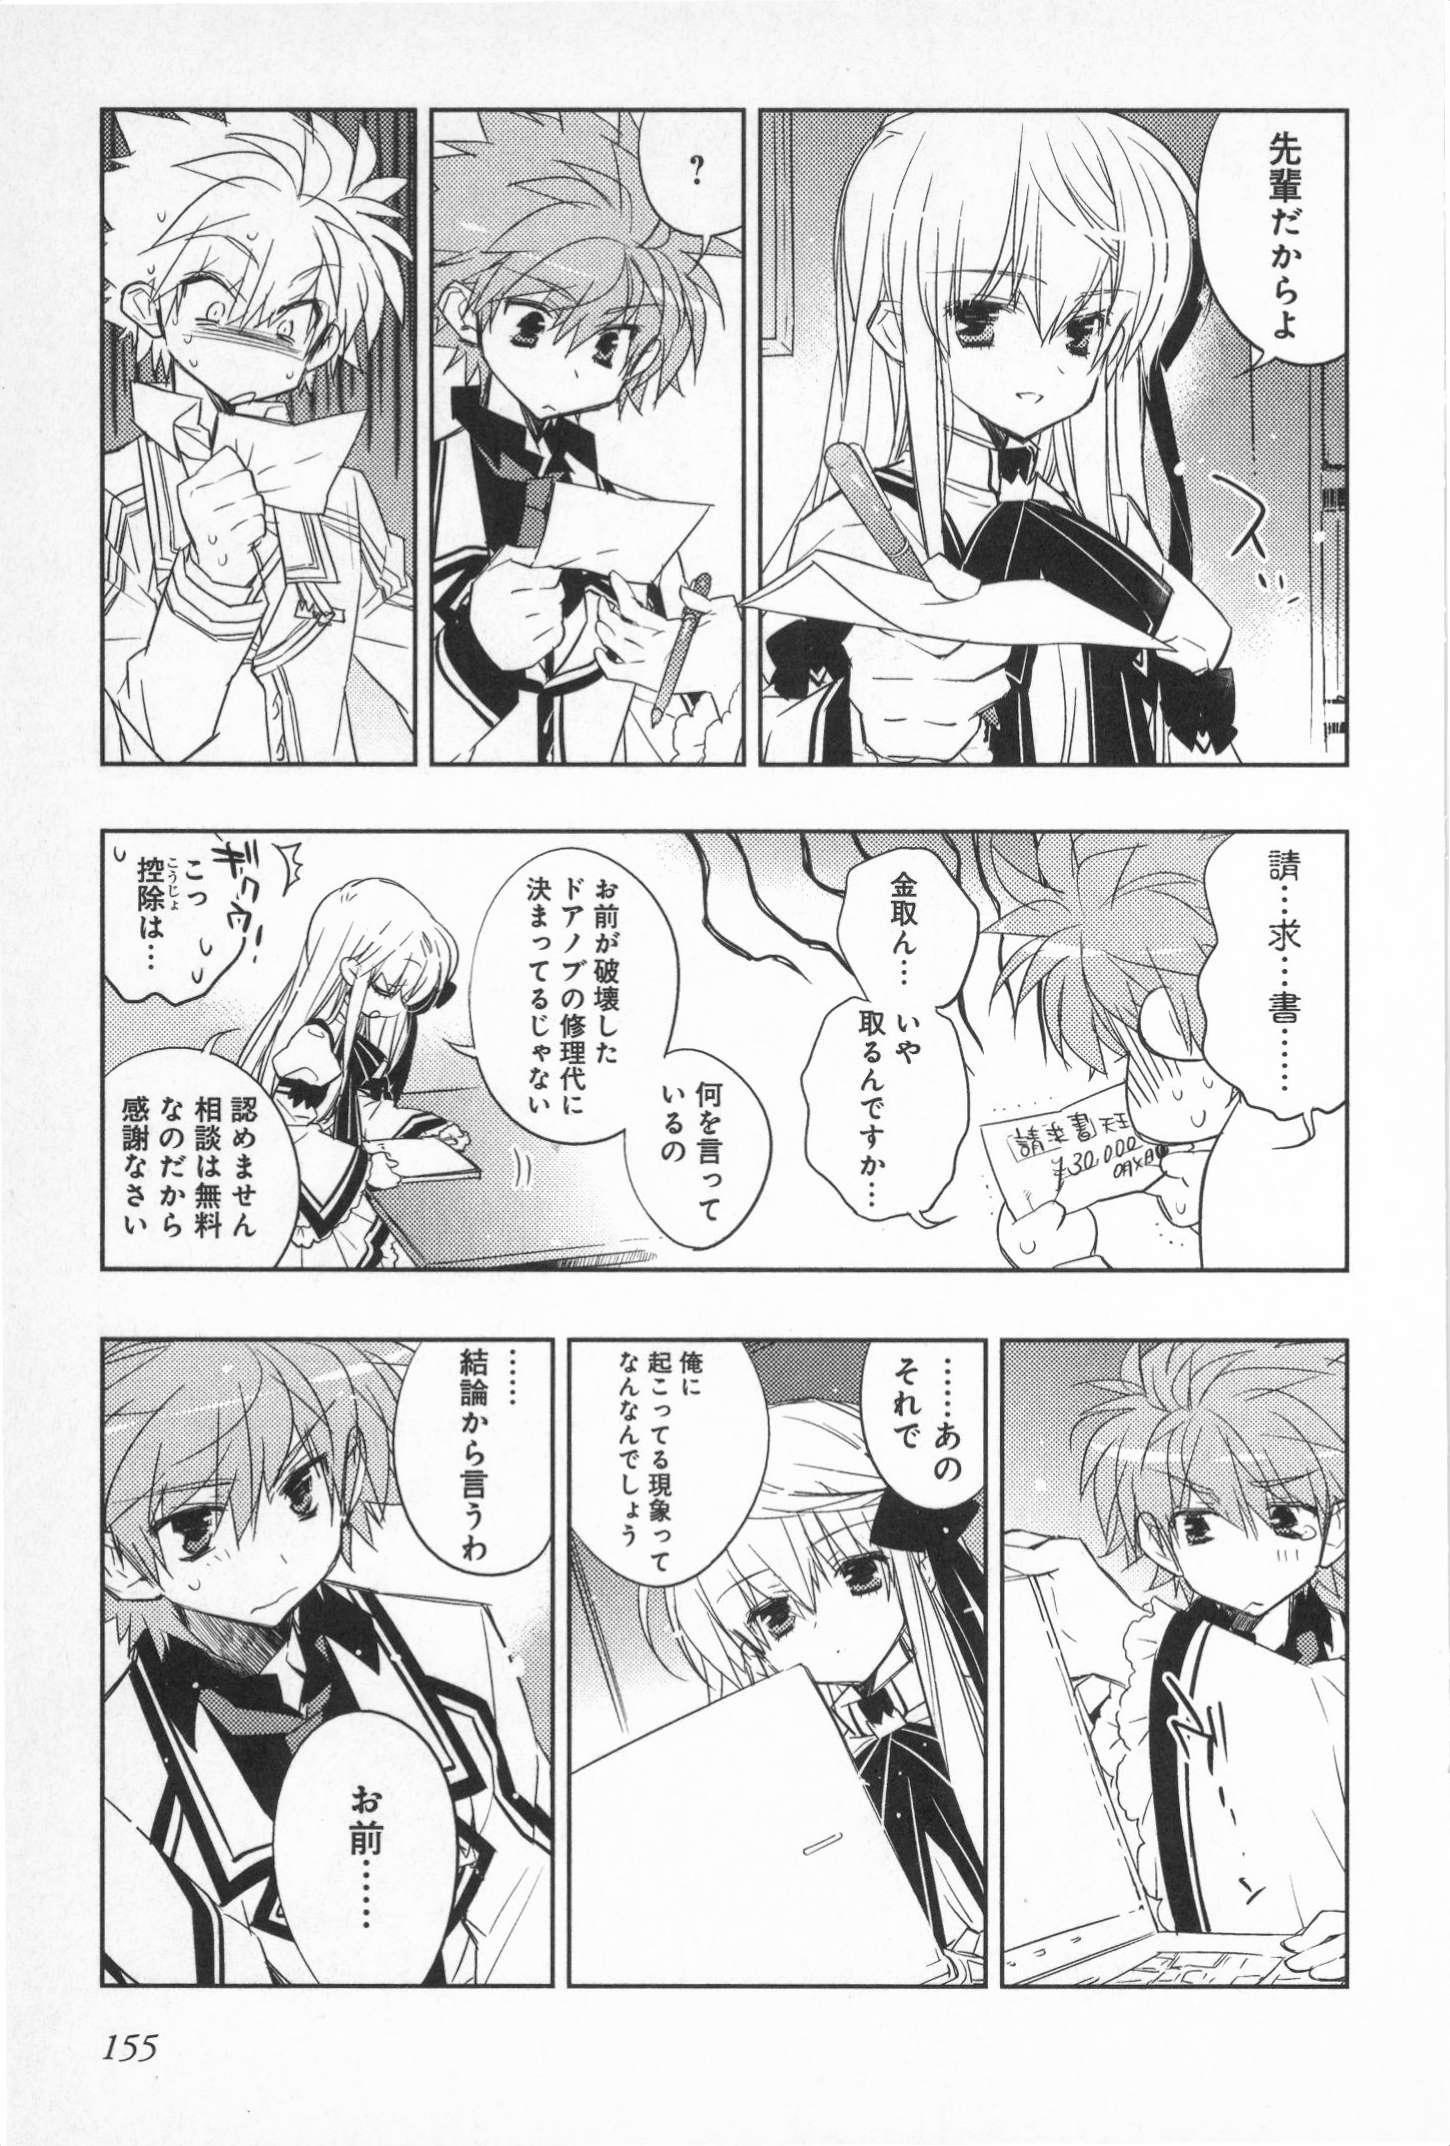 先輩だからよ
スッ
?
請…求…書……
請求書
¥30,000
金取ん…
いや
取るんですか…
何を言って
いるの
お前が破壊した
ドアノブの修理代に
決まってるじゃない
ギクウ!
こっ
控除は…
こうじょ
認めません
相談は無料
なのだから
感謝なさい
……あの
それで
俺に
起こってる現象って
なんなんでしょう
……
結論から言うわ
お前……
155